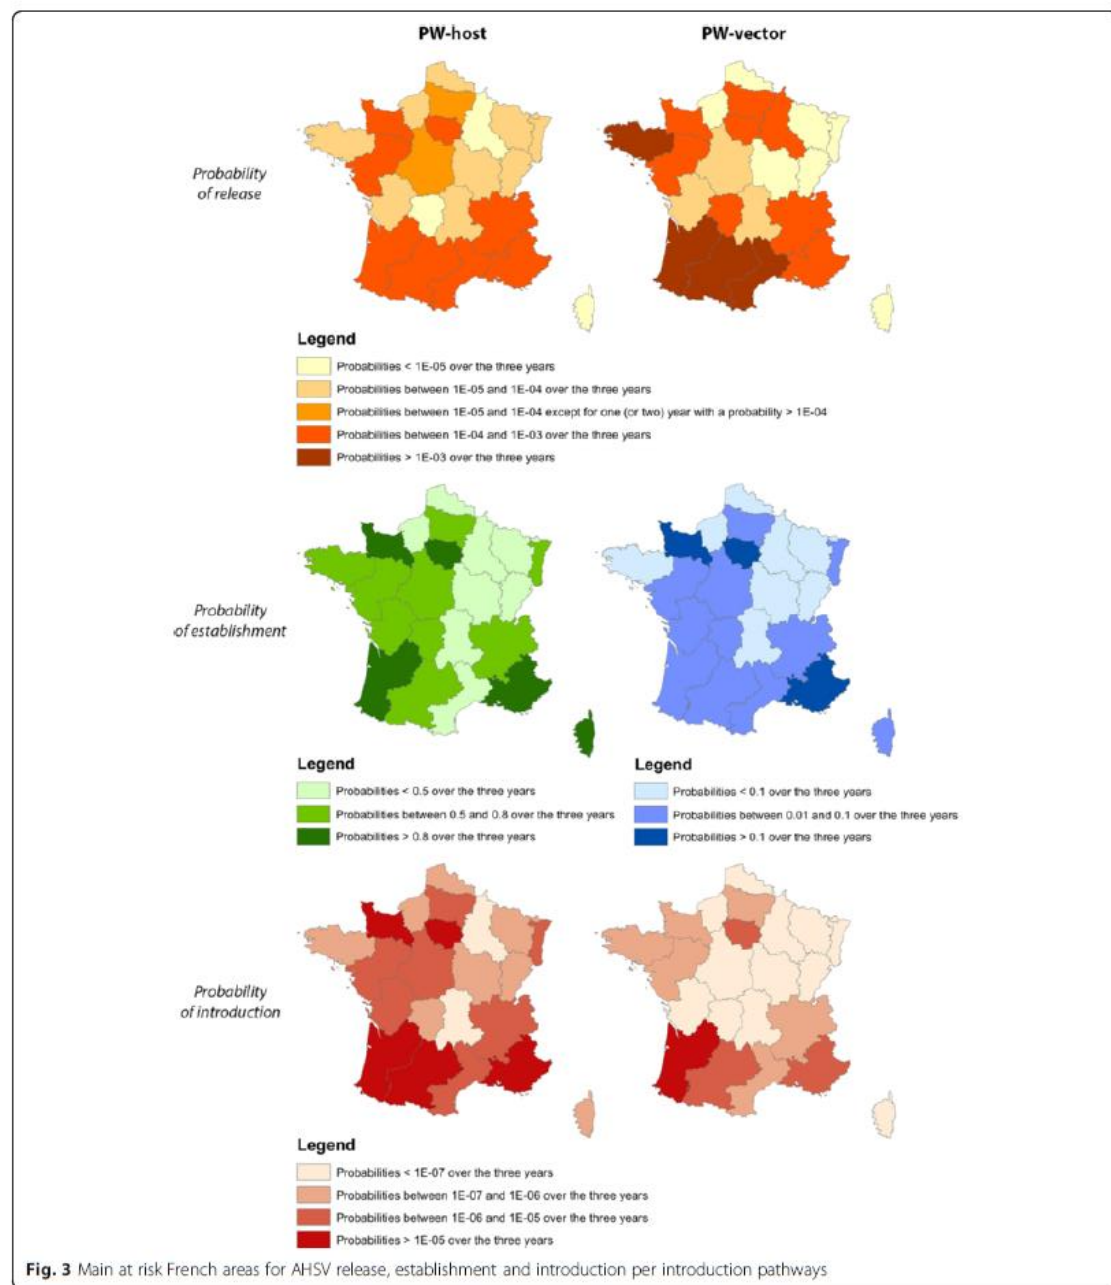 PW-host
PW-vector
Probability
of release
Legend
Probabilities < 1E-05 over the three years
Probabilities between 1E-05 and 1E-04 over the three years
Probabilities between 1E-05 and 1E-04 except for one (or two) year with a probability > 1E-04
Probabilities between 1E-04 and 1E-03 over the three years
Probabilities > 1E-03 over the three years
Probability
of establishment
Legend
Probabilities < 0.5 over the three years
Probabilities between 0.5 and 0.8 over the three years
Probabilities > 0.8 over the three years
Legend
Probabilities < 0.1 over the three years
Probabilities between 0.01 and 0.1 over the three years
Probabilities > 0.1 over the three years
Probability
of introduction
Legend
Probabilities < 1E-07 over the three years
Probabilities between 1E-07 and 1E-06 over the three years
Probabilities between 1E-06 and 1E-05 over the three years
Probabilities > 1E-05 over the three years
Fig. 3 Main at risk French areas for AHSV release, establishment and introduction per introduction pathways